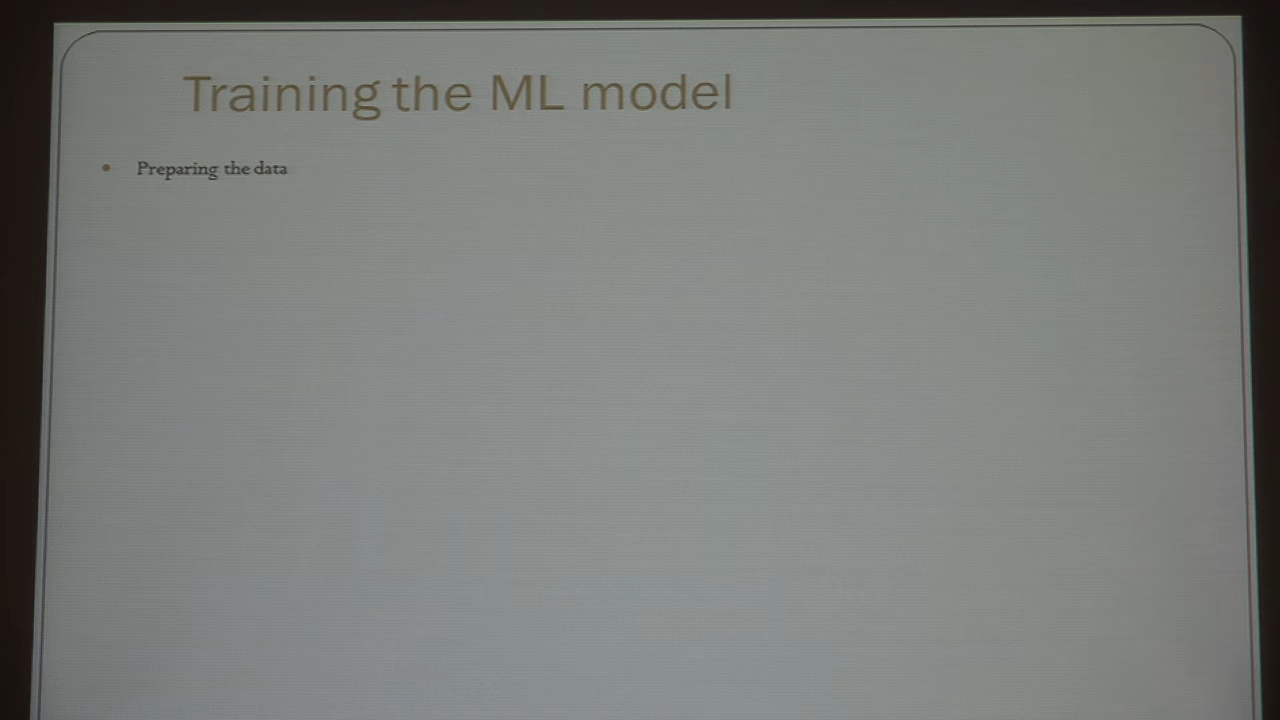 Training the ML model
• Preparing the data